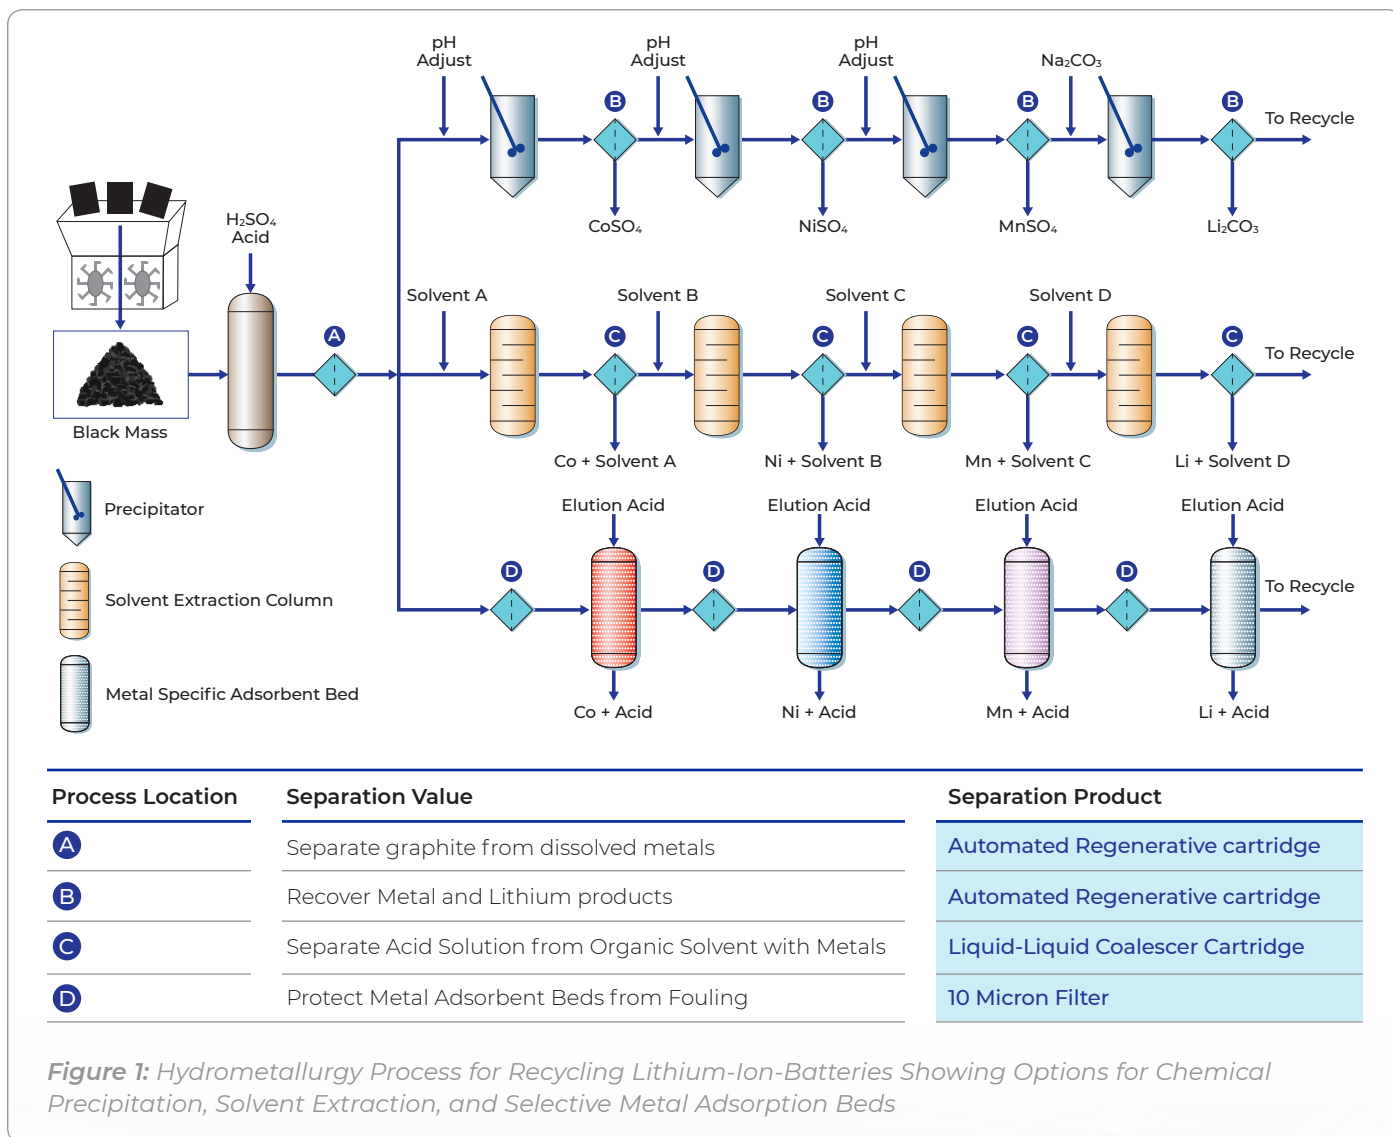 pH
Adjust
pH
Adjust
pH
Adjust
Na₂CO₃
B
B
B
B
To Recycle
CoSO₄
NiSO₄
MnSO₄
Li₂CO₃
H₂SO₄
Acid
Solvent A
Solvent B
Solvent C
Solvent D
A
C
C
C
C
To Recycle
Black Mass
Co + Solvent A
Ni + Solvent B
Mn + Solvent C
Li + Solvent D
Precipitator
Elution Acid
Elution Acid
Elution Acid
Elution Acid
D
D
D
D
To Recycle
Solvent Extraction Column
Metal Specific Adsorbent Bed
Co + Acid
Ni + Acid
Mn + Acid
Li + Acid
Process Location Separation Value Separation Product
A Separate graphite from dissolved metals Automated Regenerative cartridge
B Recover Metal and Lithium products Automated Regenerative cartridge
C Separate Acid Solution from Organic Solvent with Metals Liquid-Liquid Coalescer Cartridge
D Protect Metal Adsorbent Beds from Fouling 10 Micron Filter
Figure 1: Hydrometallurgy Process for Recycling Lithium-Ion-Batteries Showing Options for Chemical
Precipitation, Solvent Extraction, and Selective Metal Adsorption Beds